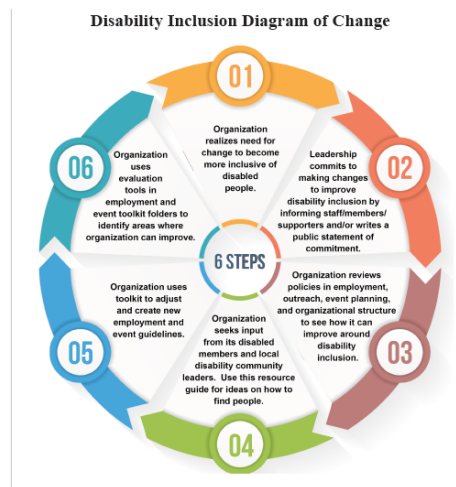 Disability Inclusion Diagram of Change
01
Organization
realizes need for
change to become
more inclusive of
disabled
people.
02
Leadership
commits to
making changes
to improve
disability inclusion by
informing staff/members/
supporters and/or writes a
public statement of
commitment.
03
Organization reviews
policies in employment,
outreach, event planning,
and organizational structure
to see how it can
improve around
disability
inclusion.
04
Organization
seeks input
from its disabled
members and local
disability community
leaders. Use this resource
guide for ideas on how to
find people.
05
Organization uses
toolkit to adjust
and create new
employment and
event guidelines.
06
Organization
uses
evaluation
tools in
employment and
event toolkit folders to
identify areas where
organization can improve.
6 STEPS